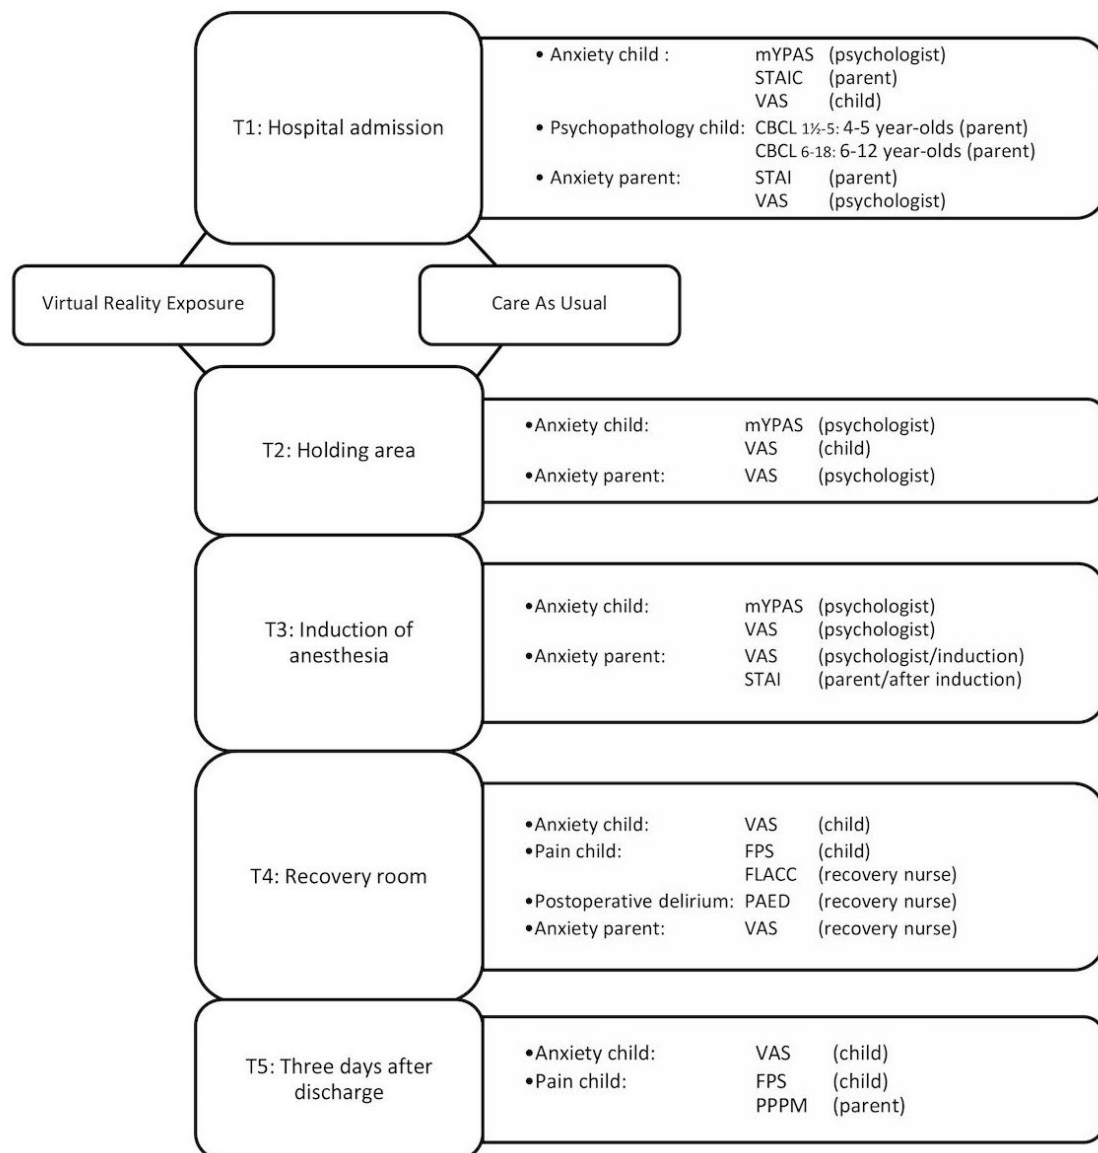 T1: Hospital admission
• Anxiety child : mYPAS (psychologist)
STAIC (parent)
VAS (child)
• Psychopathology child: CBCL 1½-5: 4-5 year-olds (parent)
CBCL 6-18: 6-12 year-olds (parent)
• Anxiety parent: STAI (parent)
VAS (psychologist)
Virtual Reality Exposure
Care As Usual
T2: Holding area
•Anxiety child: mYPAS (psychologist)
VAS (child)
•Anxiety parent: VAS (psychologist)
T3: Induction of
anesthesia
•Anxiety child: mYPAS (psychologist)
VAS (psychologist)
•Anxiety parent: VAS (psychologist/induction)
STAI (parent/after induction)
T4: Recovery room
•Anxiety child: VAS (child)
•Pain child: FPS (child)
FLACC (recovery nurse)
•Postoperative delirium: PAED (recovery nurse)
•Anxiety parent: VAS (recovery nurse)
T5: Three days after
discharge
•Anxiety child: VAS (child)
•Pain child: FPS (child)
PPPM (parent)